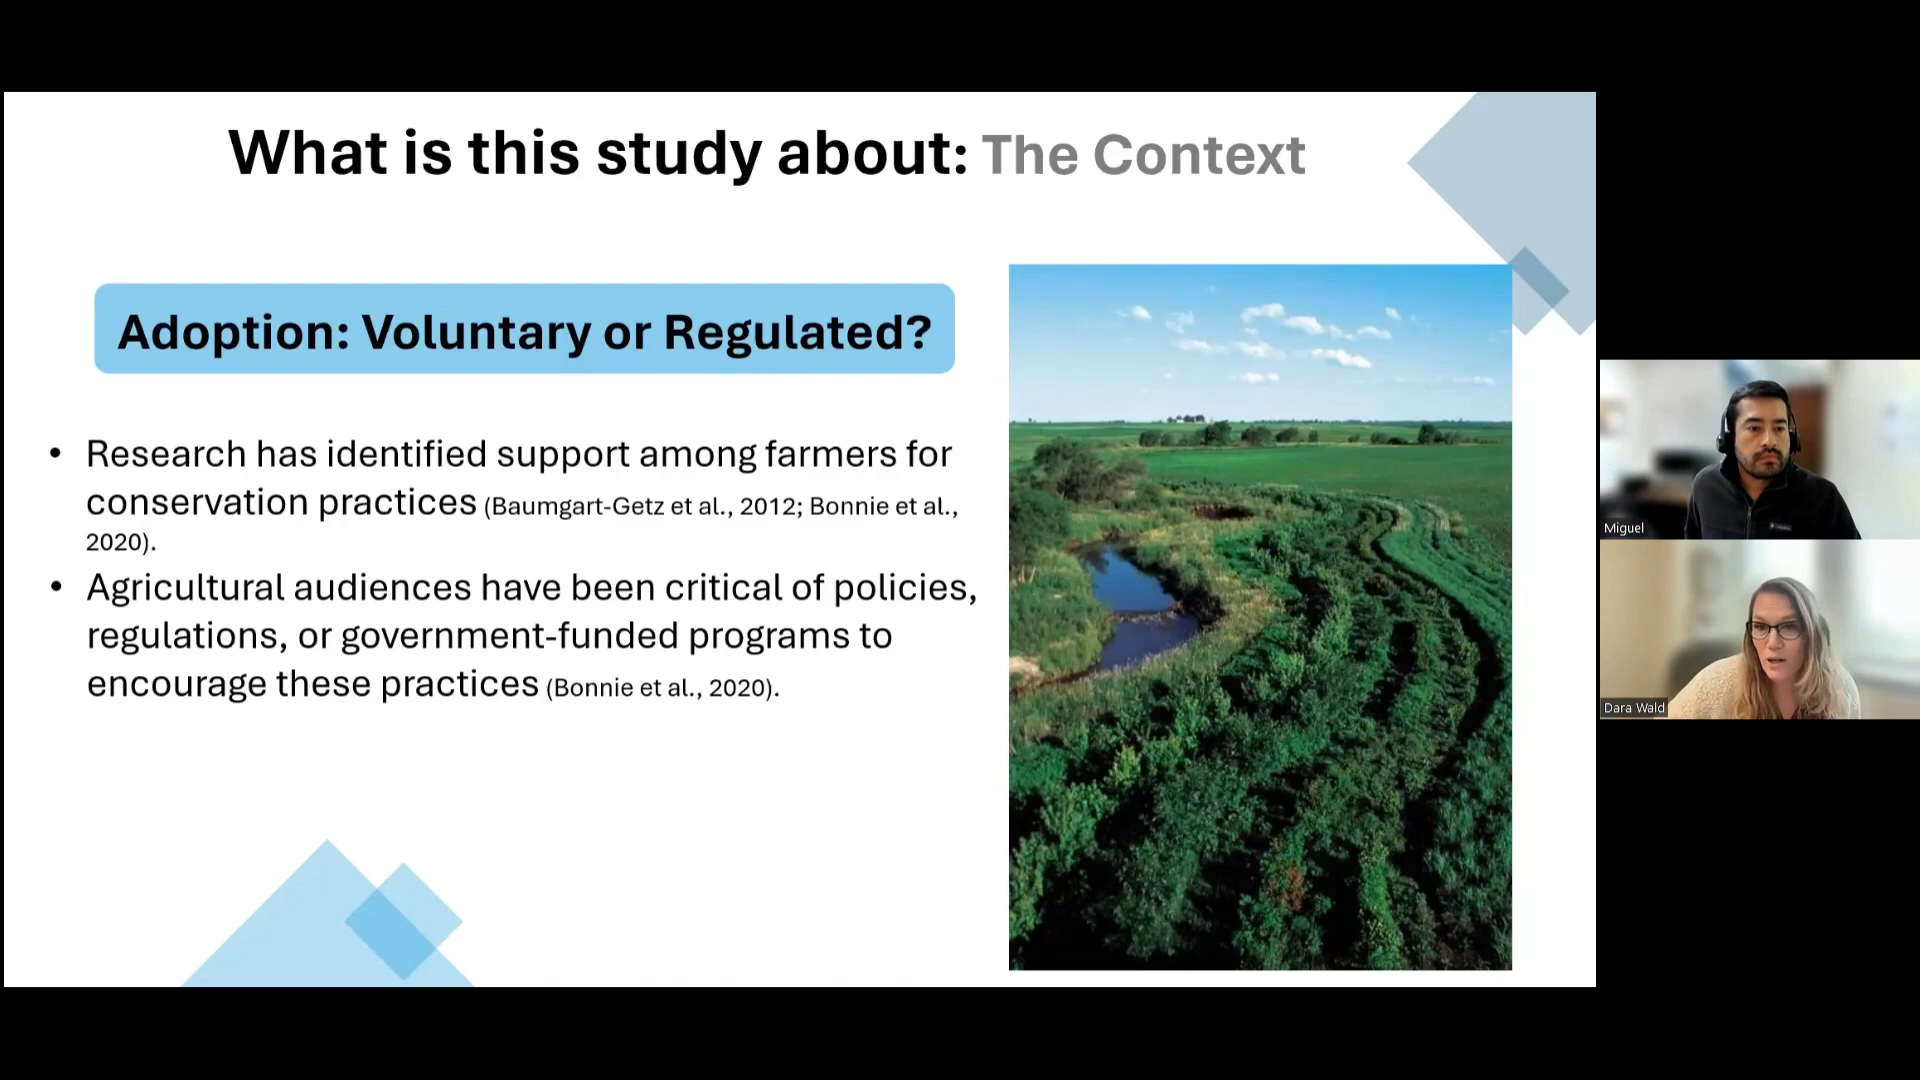 What is this study about: The Context
Adoption: Voluntary or Regulated?
• Research has identified support among farmers for
conservation practices (Baumgart-Getz et al., 2012; Bonnie et al.,
2020).
• Agricultural audiences have been critical of policies,
regulations, or government-funded programs to
encourage these practices (Bonnie et al., 2020).
Miguel
Dara Wald